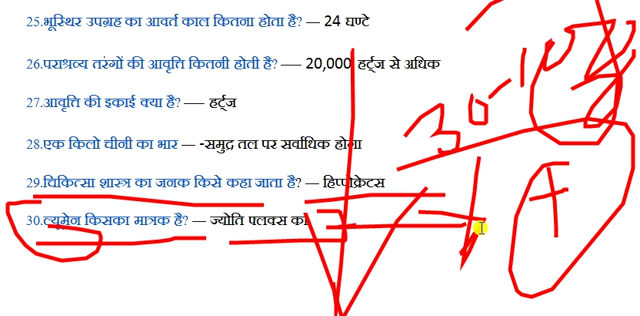 25.भूस्थिर उपग्रह का आवर्त काल कितना होता है? — 24 घण्टे
26.पराश्रव्य तरंगों की आवृत्ति कितनी होती है? —– 20,000 हर्ट्ज से अधिक
27.आवृत्ति की इकाई क्या है? —– हर्ट्ज
28.एक किलो चीनी का भार — -समुद्र तल पर सर्वाधिक होगा
29.चिकित्सा शास्त्र का जनक किसे कहा जाता है? — हिप्पोक्रेटस
30.ल्यूमेन किसका मात्रक है? — ज्योति फ्लक्स का